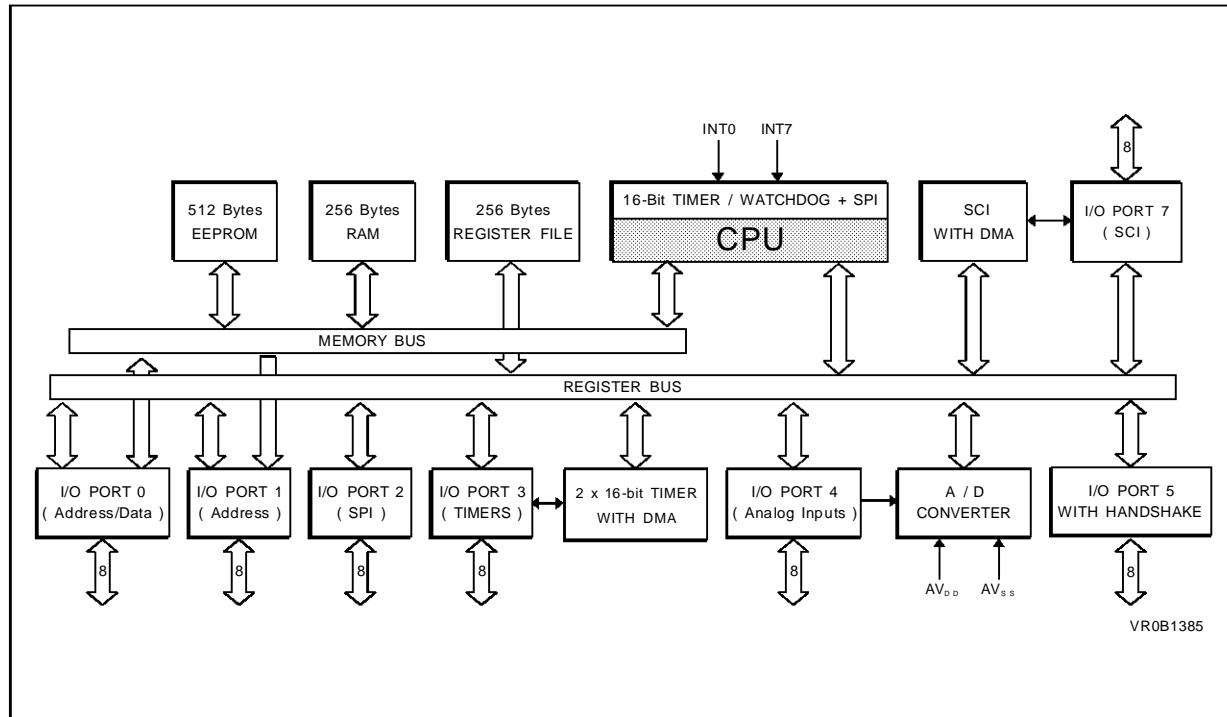 INT0 INT7
8
512 Bytes
EEPROM
256 Bytes
RAM
256 Bytes
REGISTER FILE
16-Bit TIMER / WATCHDOG + SPI
CPU
SCI
WITH DMA
I/O PORT 7
( SCI )
MEMORY BUS
REGISTER BUS
I/O PORT 0
( Address/Data )
I/O PORT 1
( Address )
I/O PORT 2
( SPI )
I/O PORT 3
( TIMERS )
2 x 16-bit TIMER
WITH DMA
I/O PORT 4
( Analog Inputs )
A / D
CONVERTER
I/O PORT 5
WITH HANDSHAKE
8 8 8 8 8 8
AVDD AVSS
VR0B1385